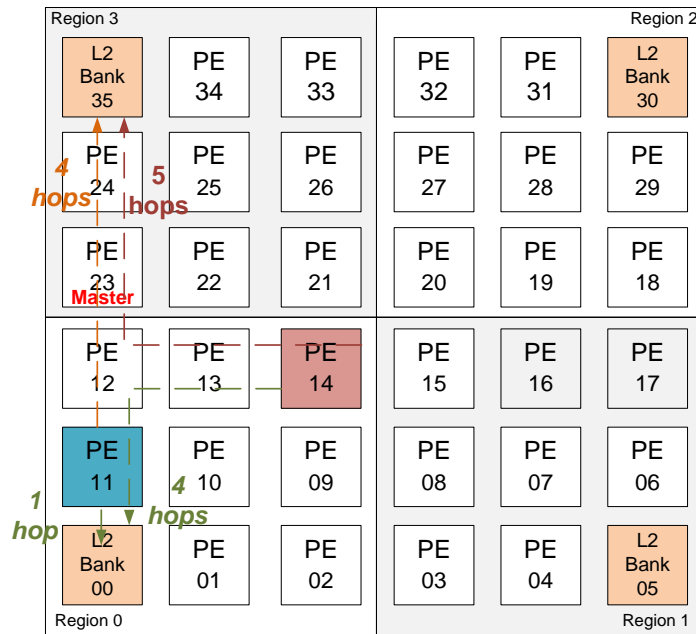 Region 3
Region 2
L2
Bank
35
PE
34
PE
33
PE
32
PE
31
L2
Bank
30
4
hops
PE
24
5
hops
PE
25
PE
26
PE
27
PE
28
PE
29
PE
23
Master
PE
22
PE
21
PE
20
PE
19
PE
18
PE
12
PE
13
PE
14
PE
15
PE
16
PE
17
PE
11
PE
10
PE
09
PE
08
PE
07
PE
06
1
hop
4
hops
L2
Bank
00
PE
01
PE
02
PE
03
PE
04
L2
Bank
05
Region 0
Region 1